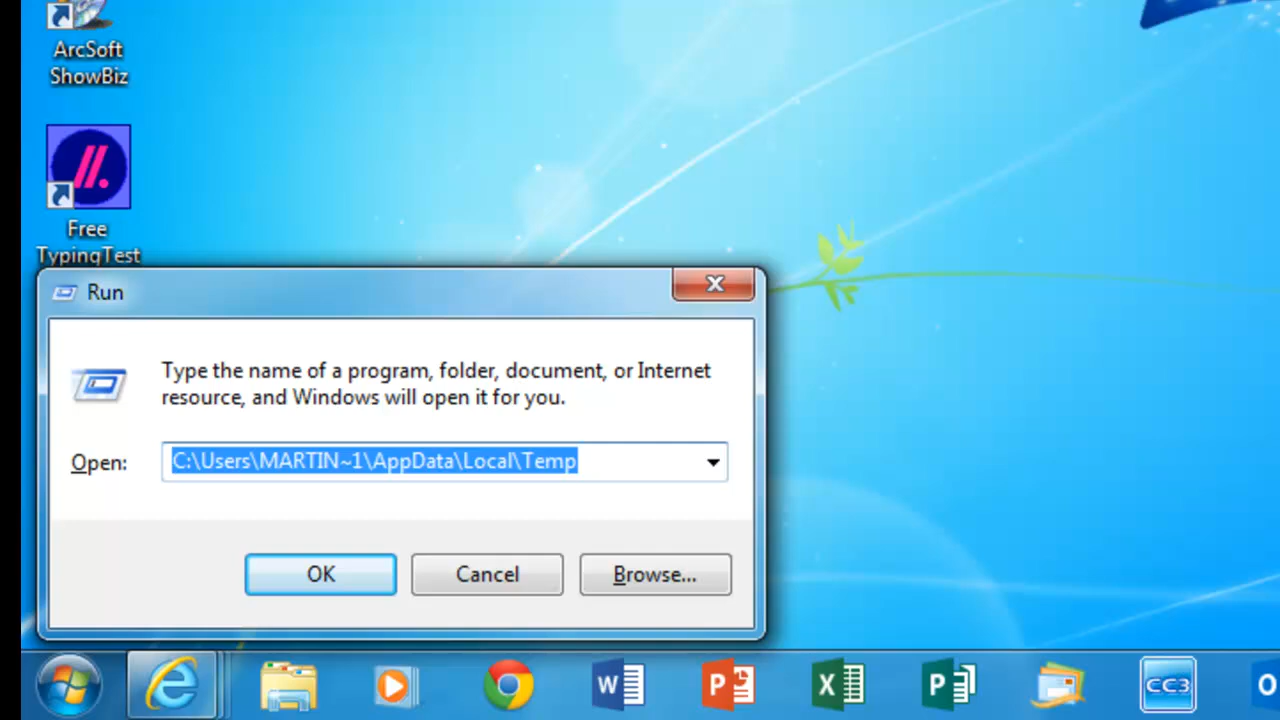 ArcSoft
ShowBiz
Free
TypingTest
Run
Type the name of a program, folder, document, or Internet
resource, and Windows will open it for you.
Open:
C:\Users\MARTIN~1\AppData\Local\Temp
OK
Cancel
Browse...
W
P
X
P
CC3
O